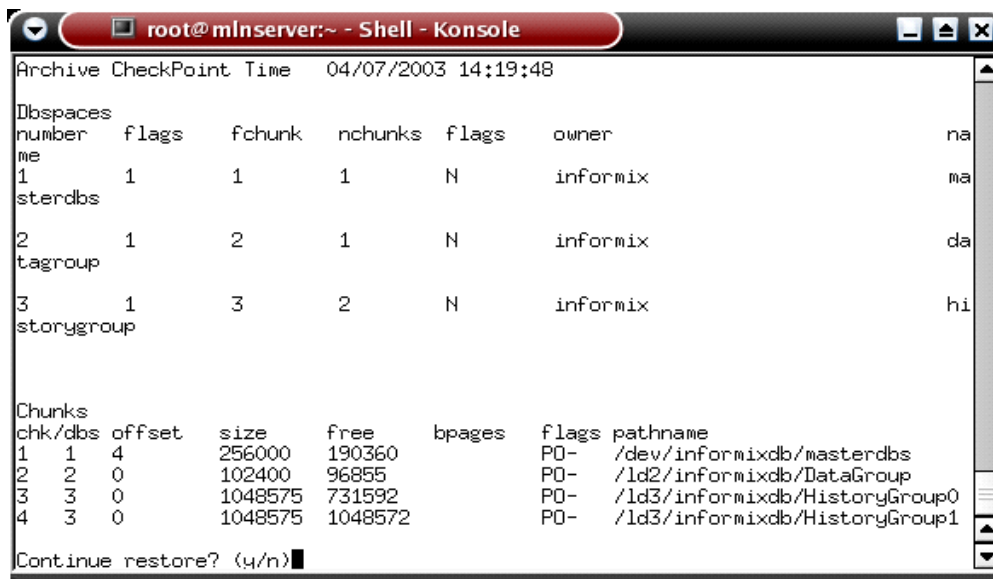 root@mlnserver:~ - Shell - Konsole
Archive CheckPoint Time    04/07/2003 14:19:48
Dbspaces
number   flags    fchunk   nchunks  flags    owner                                na
me
1        1        1        1        N        informix                             ma
sterdbs
2        1        2        1        N        informix                             da
tagroup
3        1        3        2        N        informix                             hi
storygroup
Chunks
chk/dbs offset   size     free     bpages     flags pathname
1   1   4        256000   190360              PO-   /dev/informixdb/masterdbs
2   2   0        102400   96855               PO-   /ld2/informixdb/DataGroup
3   3   0        1048575  731592              PO-   /ld3/informixdb/HistoryGroup0
4   3   0        1048575  1048572             PO-   /ld3/informixdb/HistoryGroup1
Continue restore? (y/n)